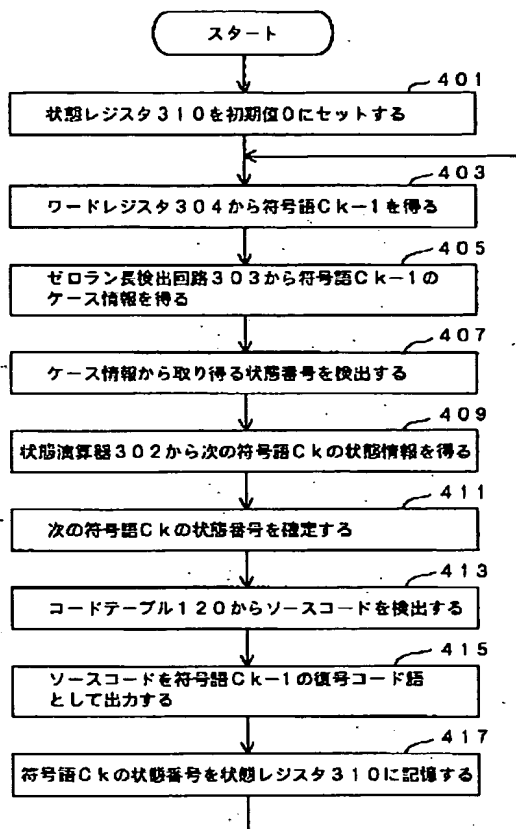 スタート
401
状態レジスタ310を初期値0にセットする
403
ワードレジスタ304から符号語Ck-1を得る
405
ゼロラン長検出回路303から符号語Ck-1の
ケース情報を得る
407
ケース情報から取り得る状態番号を検出する
409
状態演算器302から次の符号語Ckの状態情報を得る
411
次の符号語Ckの状態番号を確定する
413
コードテーブル120からソースコードを検出する
415
ソースコードを符号語Ck-1の復号コード語
として出力する
417
符号語Ckの状態番号を状態レジスタ310に記憶する